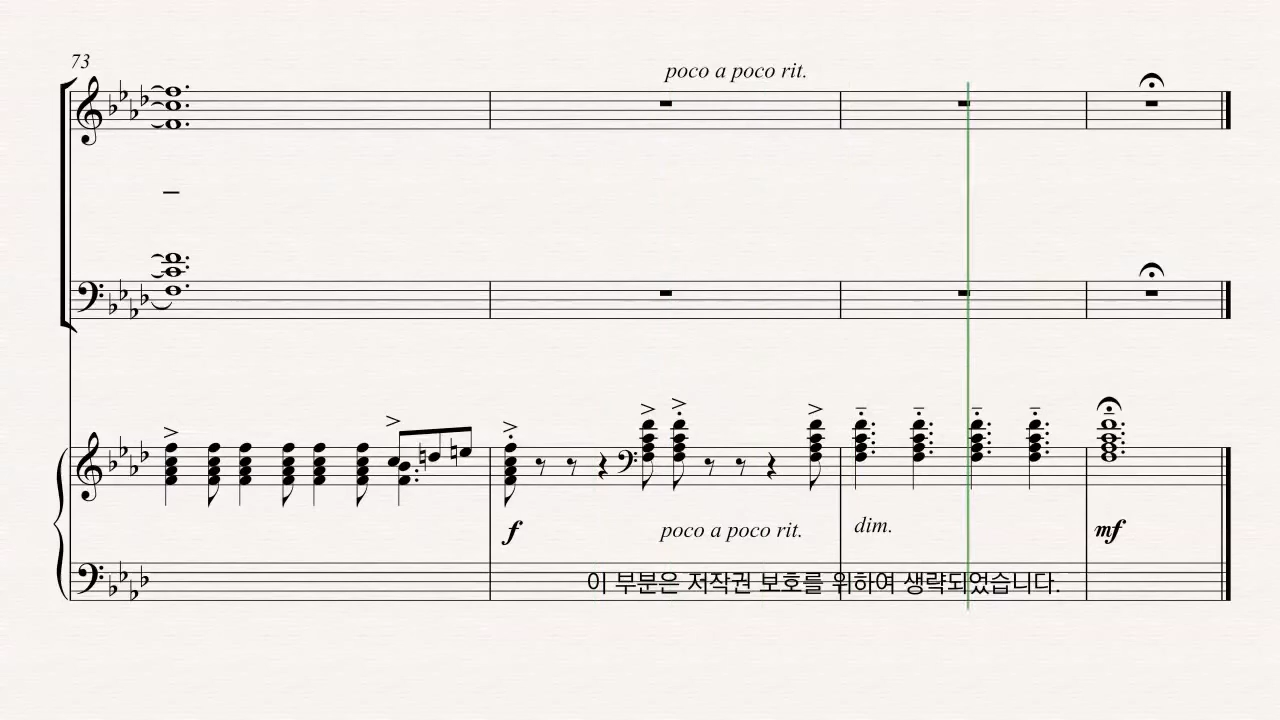 73
poco a poco rit.
f
poco a poco rit.
dim.
mf
이 부분은 저작권 보호를 위하여 생략되었습니다.